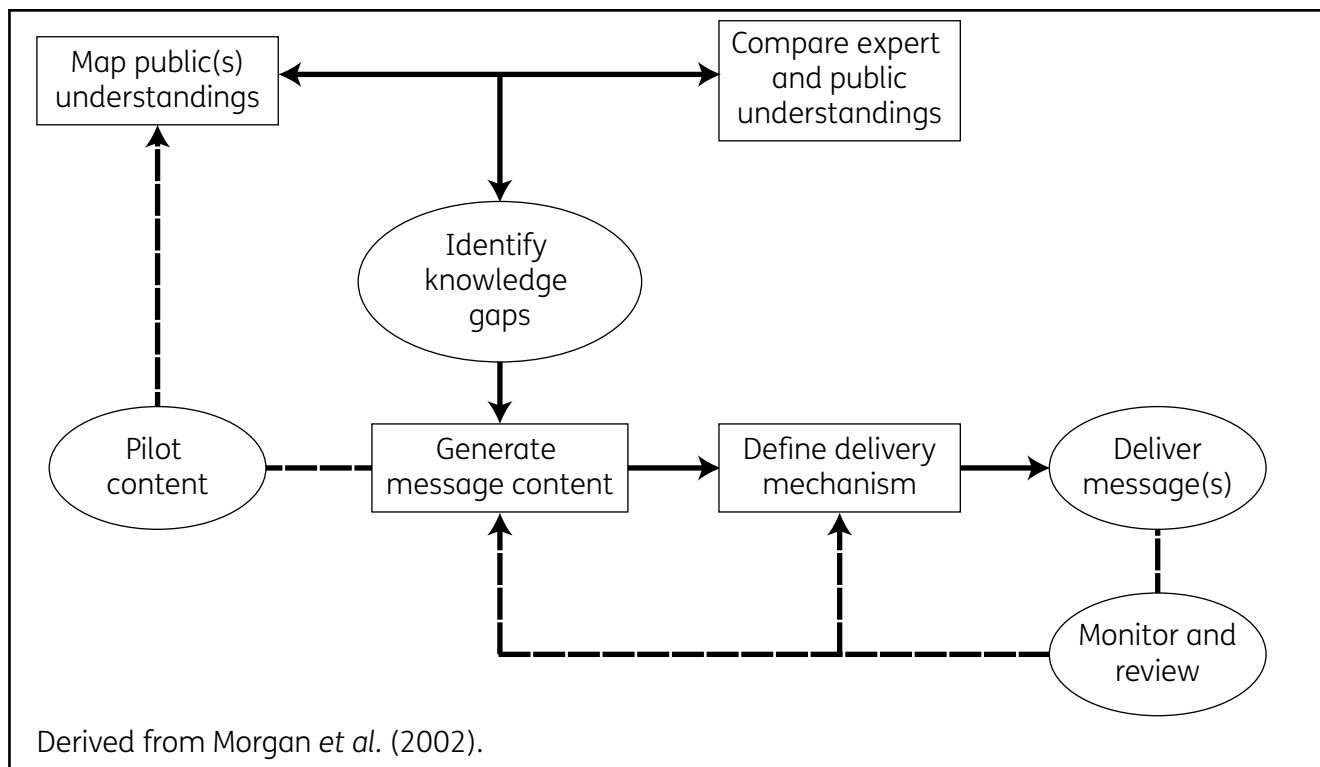 Map public(s)
understandings
Compare expert
and public
understandings
Identify
knowledge
gaps
Pilot
content
Generate
message content
Define delivery
mechanism
Deliver
message(s)
Monitor and
review
Derived from Morgan et al. (2002).